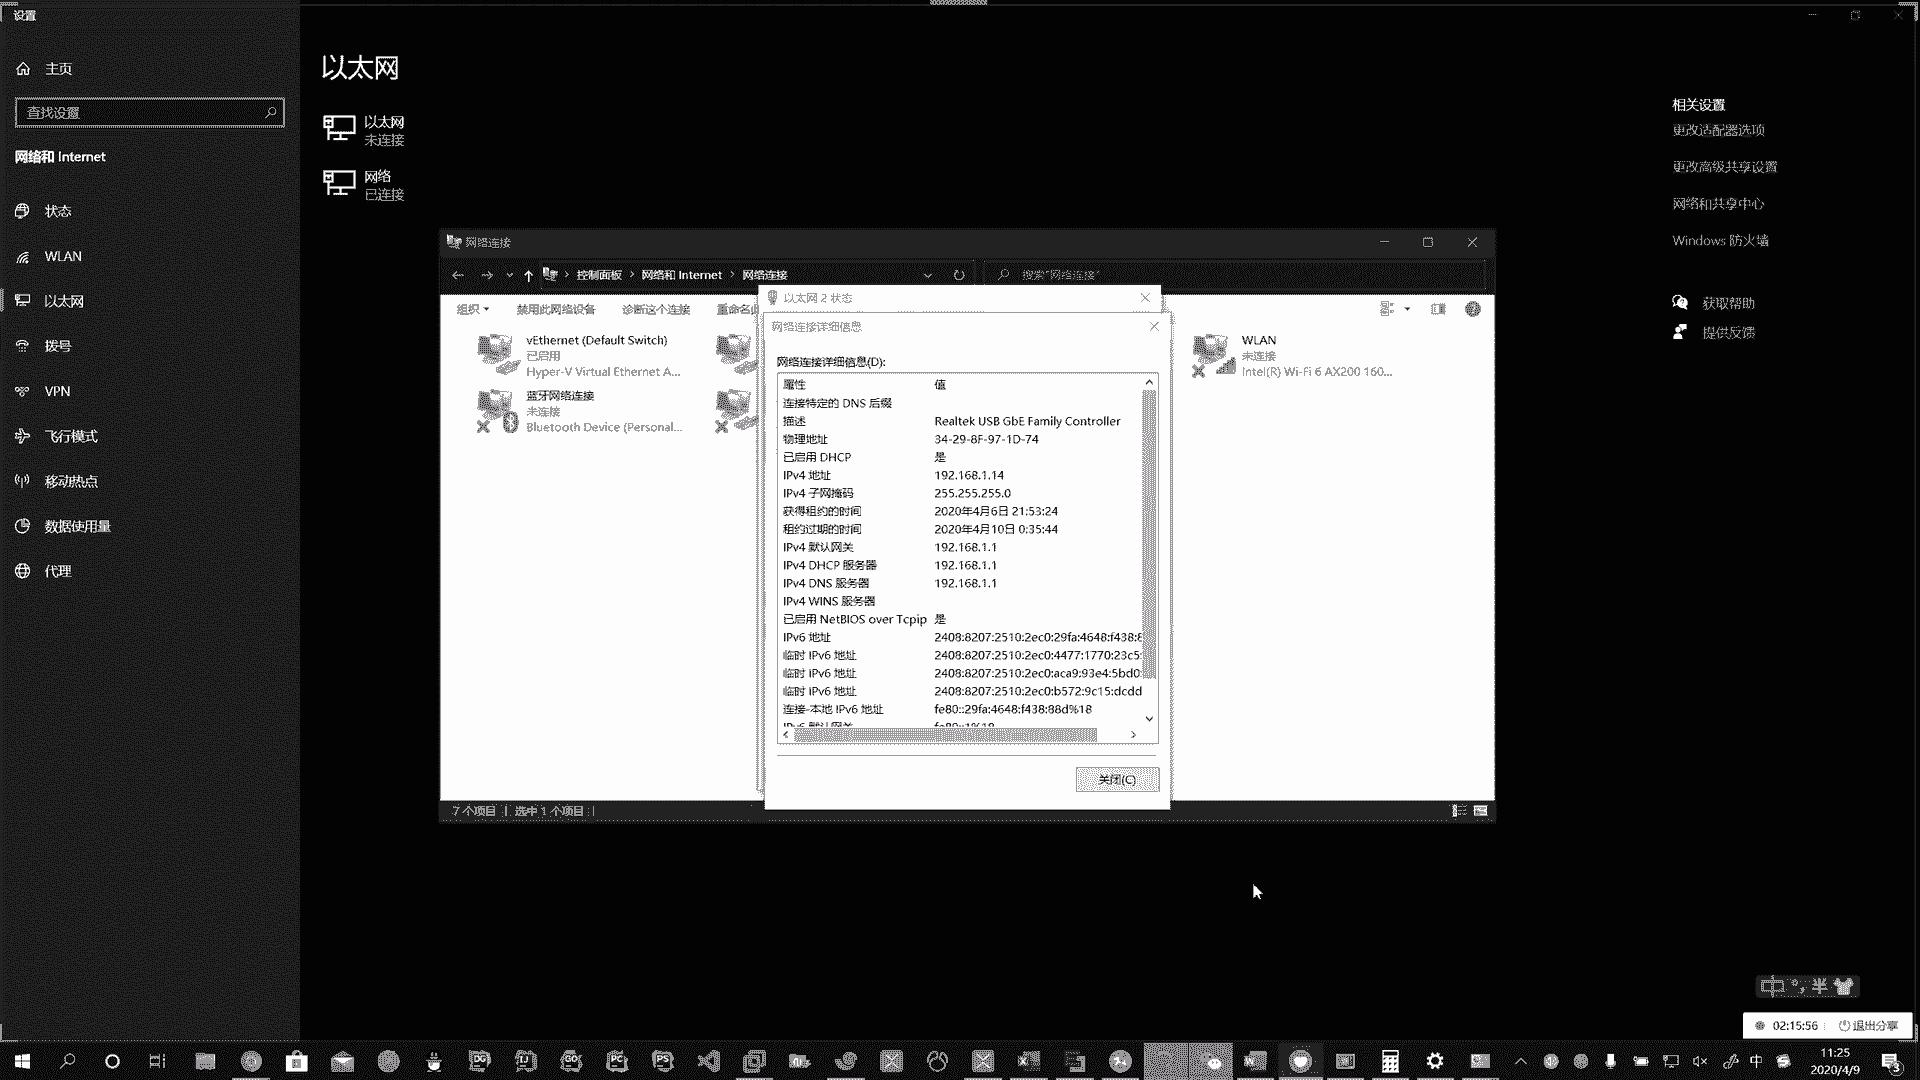 设置
主页
查找设置
网络和 Internet
状态
WLAN
以太网
拨号
VPN
飞行模式
移动热点
数据使用量
代理
以太网
以太网
未连接
网络
已连接
相关设置
更改适配器选项
更改高级共享设置
网络和共享中心
Windows 防火墙
获取帮助
提供反馈
网络连接
控制面板 > 网络和 Internet > 网络连接
搜索"网络连接"
组织 禁用此网络设备 诊断这个连接 重命名此
vEthernet (Default Switch)
已启用
Hyper-V Virtual Ethernet A...
蓝牙网络连接
未连接
Bluetooth Device (Personal...
WLAN
未连接
Intel(R) Wi-Fi 6 AX200 160...
以太网 2 状态
网络连接详细信息
网络连接详细信息(D):
属性 值
连接特定的 DNS 后缀
描述 Realtek USB GbE Family Controller
物理地址 34-29-8F-97-1D-74
已启用 DHCP 是
IPv4 地址 192.168.1.14
IPv4 子网掩码 255.255.255.0
获得租约的时间 2020年4月6日 21:53:24
租约过期的时间 2020年4月10日 0:35:44
IPv4 默认网关 192.168.1.1
IPv4 DHCP 服务器 192.168.1.1
IPv4 DNS 服务器 192.168.1.1
IPv4 WINS 服务器
已启用 NetBIOS over Tcpip 是
IPv6 地址 2408:8207:2510:2ec0:29fa:4648:f438:8
临时 IPv6 地址 2408:8207:2510:2ec0:4477:1770:23c5:
临时 IPv6 地址 2408:8207:2510:2ec0:aca9:93e4:5bd0:
临时 IPv6 地址 2408:8207:2510:2ec0:b572:9c15:dcdd
连接-本地 IPv6 地址 fe80::29fa:4648:f438:88d%18
IPv6 默认网关 fe80::1%18
关闭(C)
7 个项目 选中 1 个项目
中 半
02:15:56 退出分享
中
11:25
2020/4/9
3